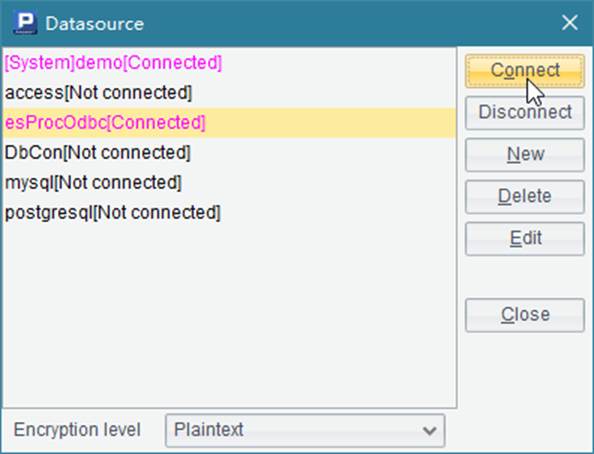 Datasource
[System]demo[Connected]
access[Not connected]
esProcOdbc[Connected]
DbCon[Not connected]
mysql[Not connected]
postgresql[Not connected]
Connect
Disconnect
New
Delete
Edit
Close
Encryption level
Plaintext